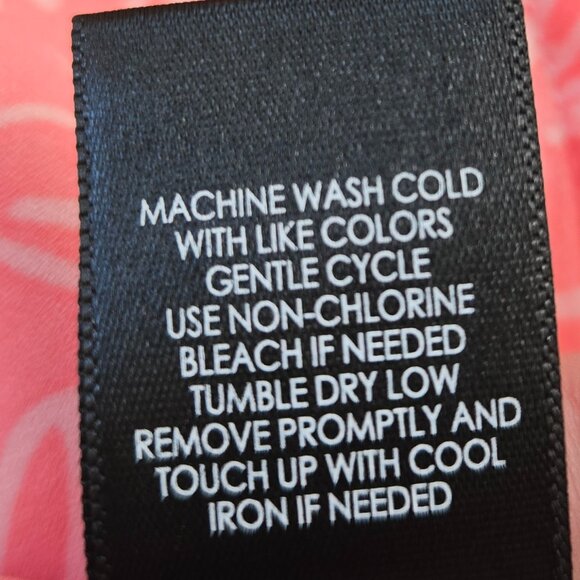 MACHINE WASH COLD
WITH LIKE COLORS
GENTLE CYCLE
USE NON-CHLORINE
BLEACH IF NEEDED
TUMBLE DRY LOW
REMOVE PROMPTLY AND
TOUCH UP WITH COOL
IRON IF NEEDED